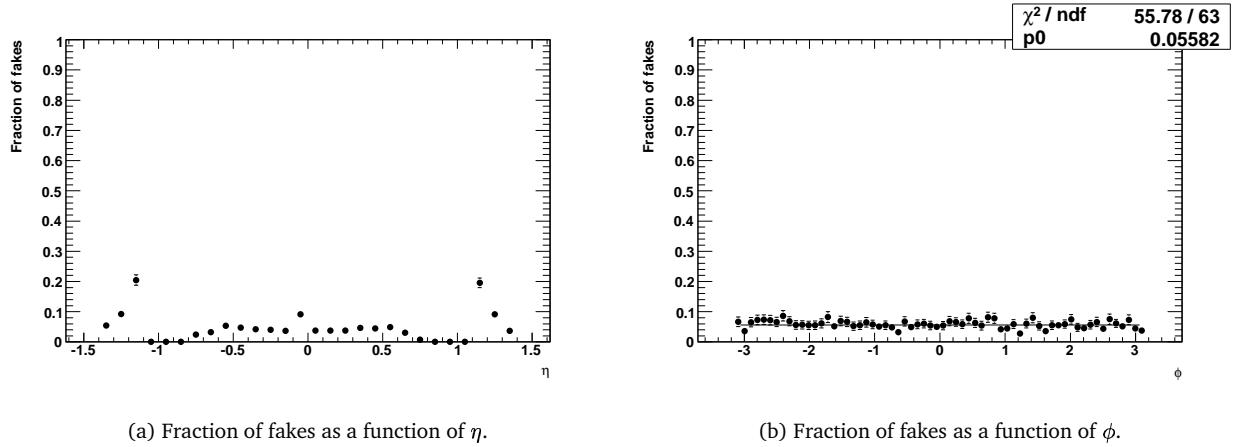 χ² / ndf 55.78 / 63
p0 0.05582
Fraction of fakes
1
0.9
0.8
0.7
0.6
0.5
0.4
0.3
0.2
0.1
0
-1.5 -1 -0.5 0 0.5 1 1.5
η
Fraction of fakes
1
0.9
0.8
0.7
0.6
0.5
0.4
0.3
0.2
0.1
0
-3 -2 -1 0 1 2 3
ϕ
(a) Fraction of fakes as a function of η.
(b) Fraction of fakes as a function of ϕ.